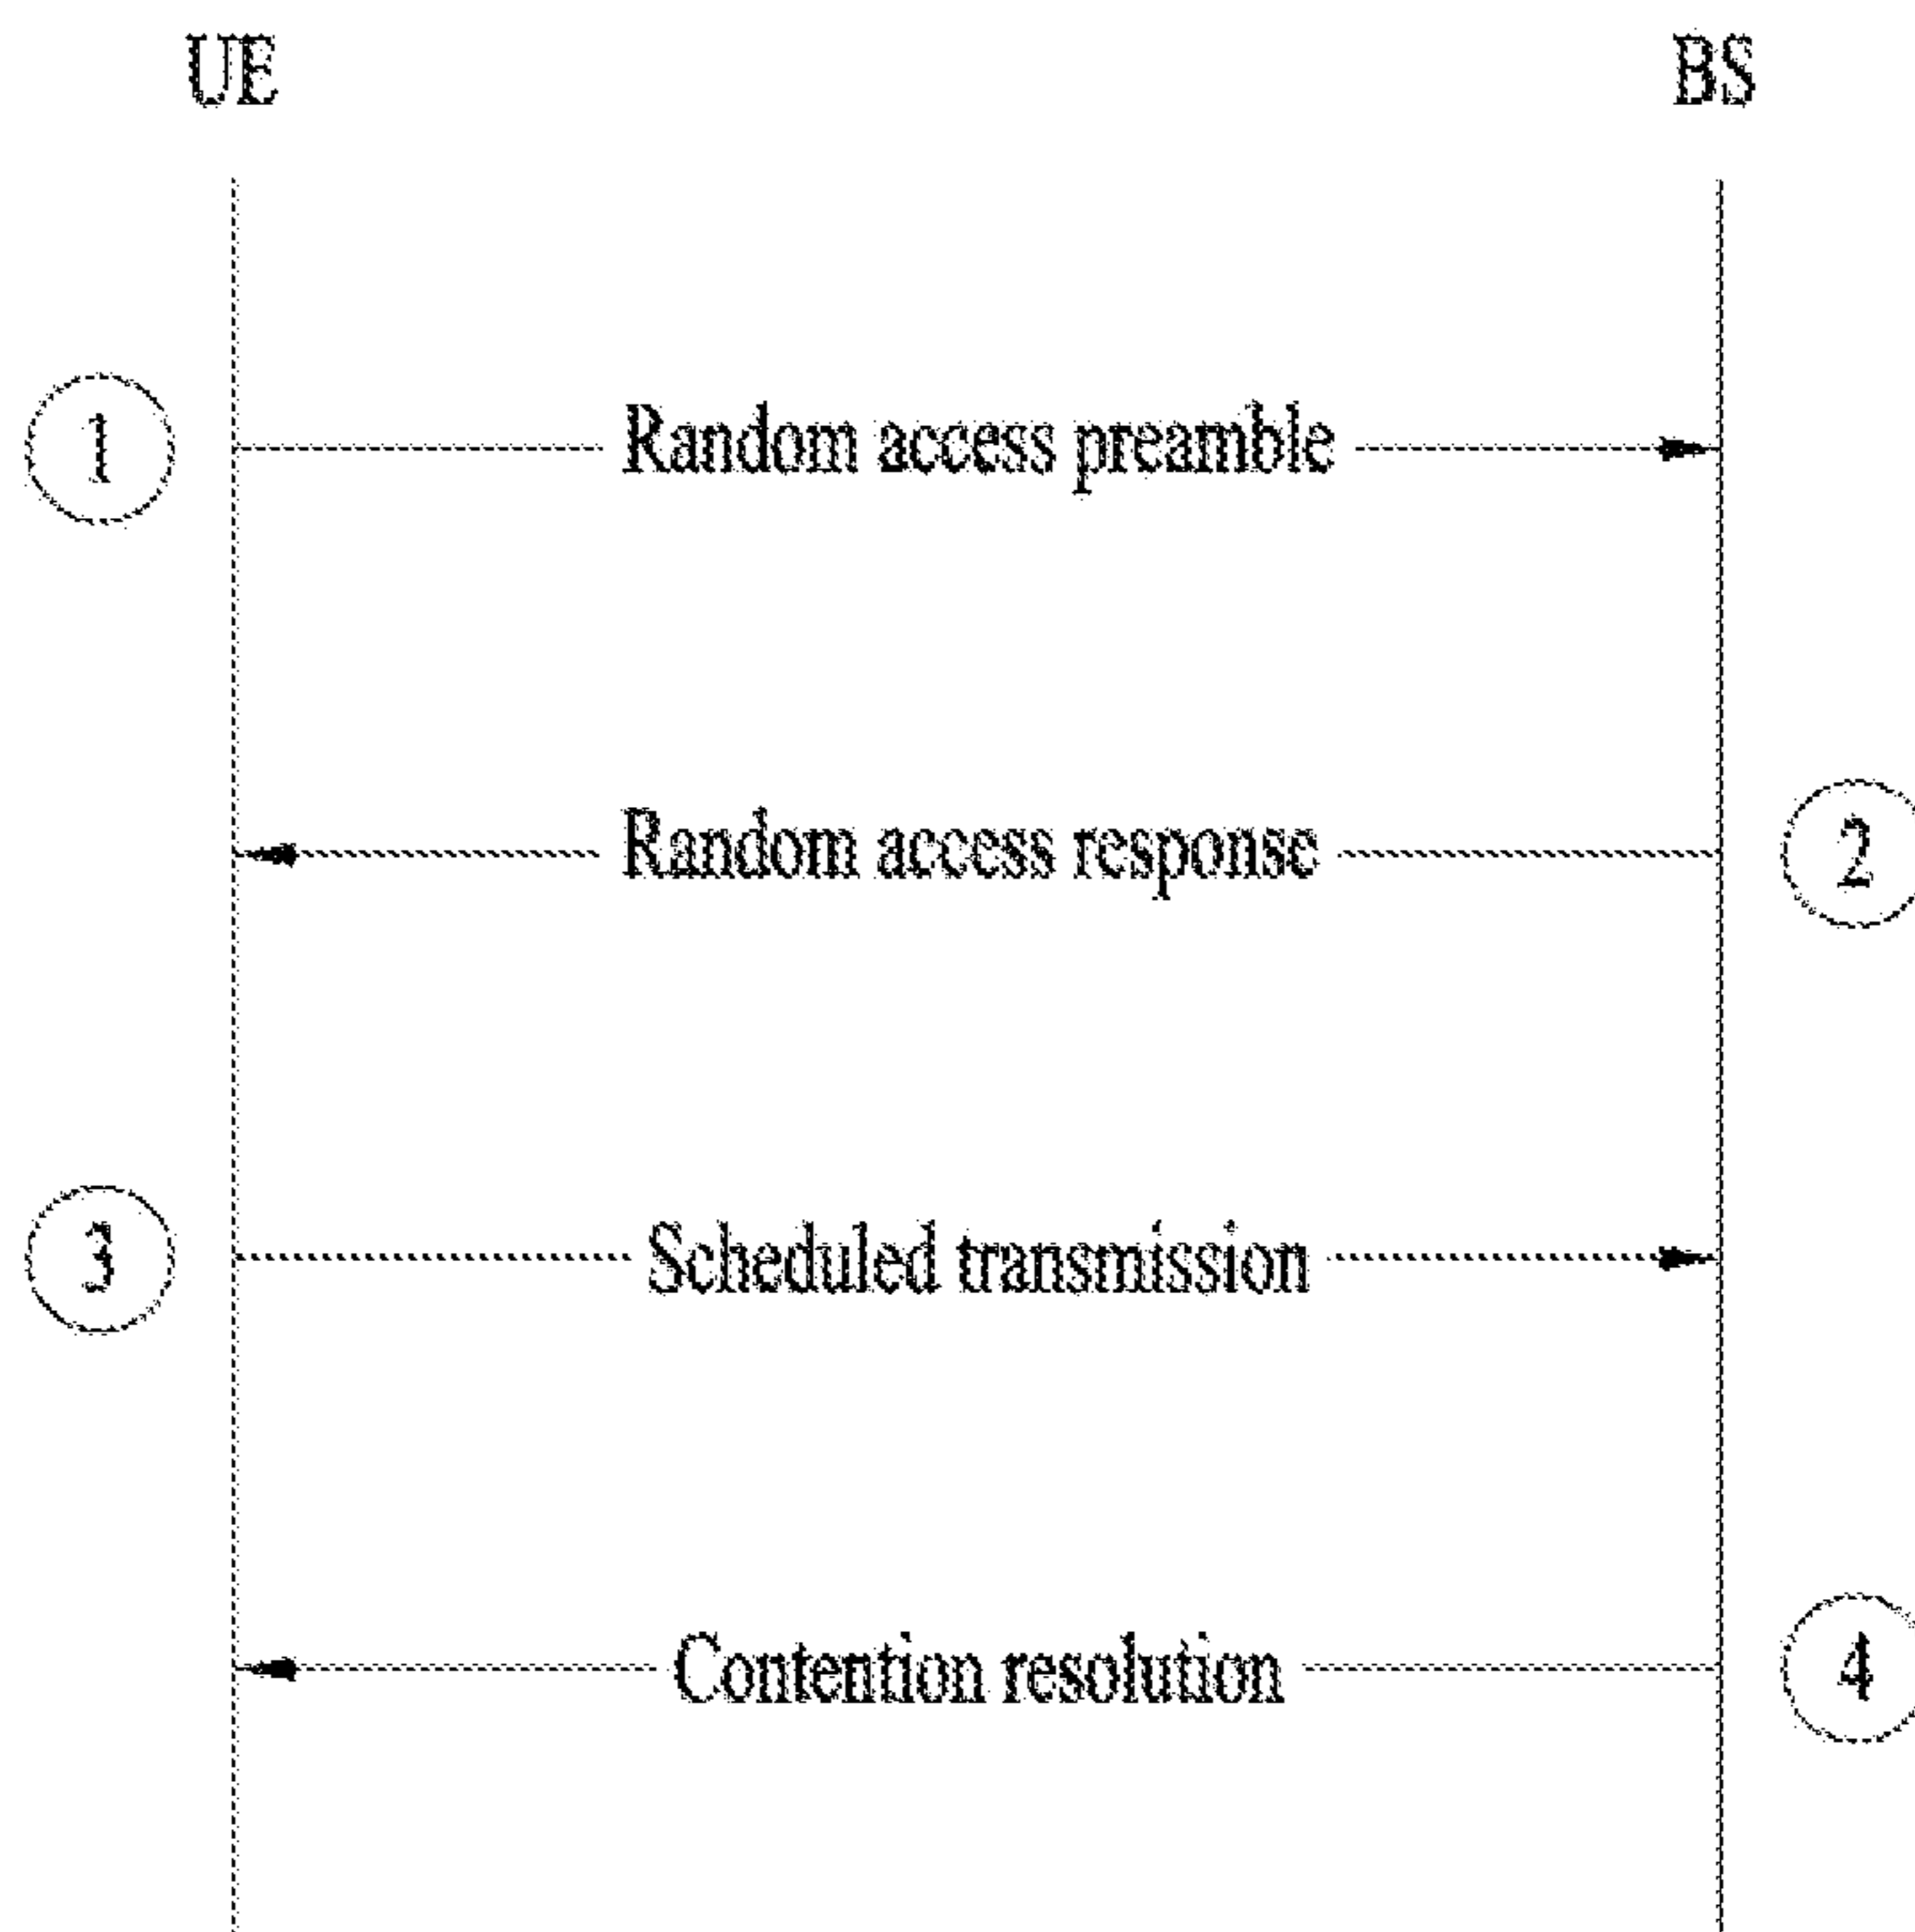 UE BS
1 Random access preamble
Random access response 2
3 Scheduled transmission
Contention resolution 4